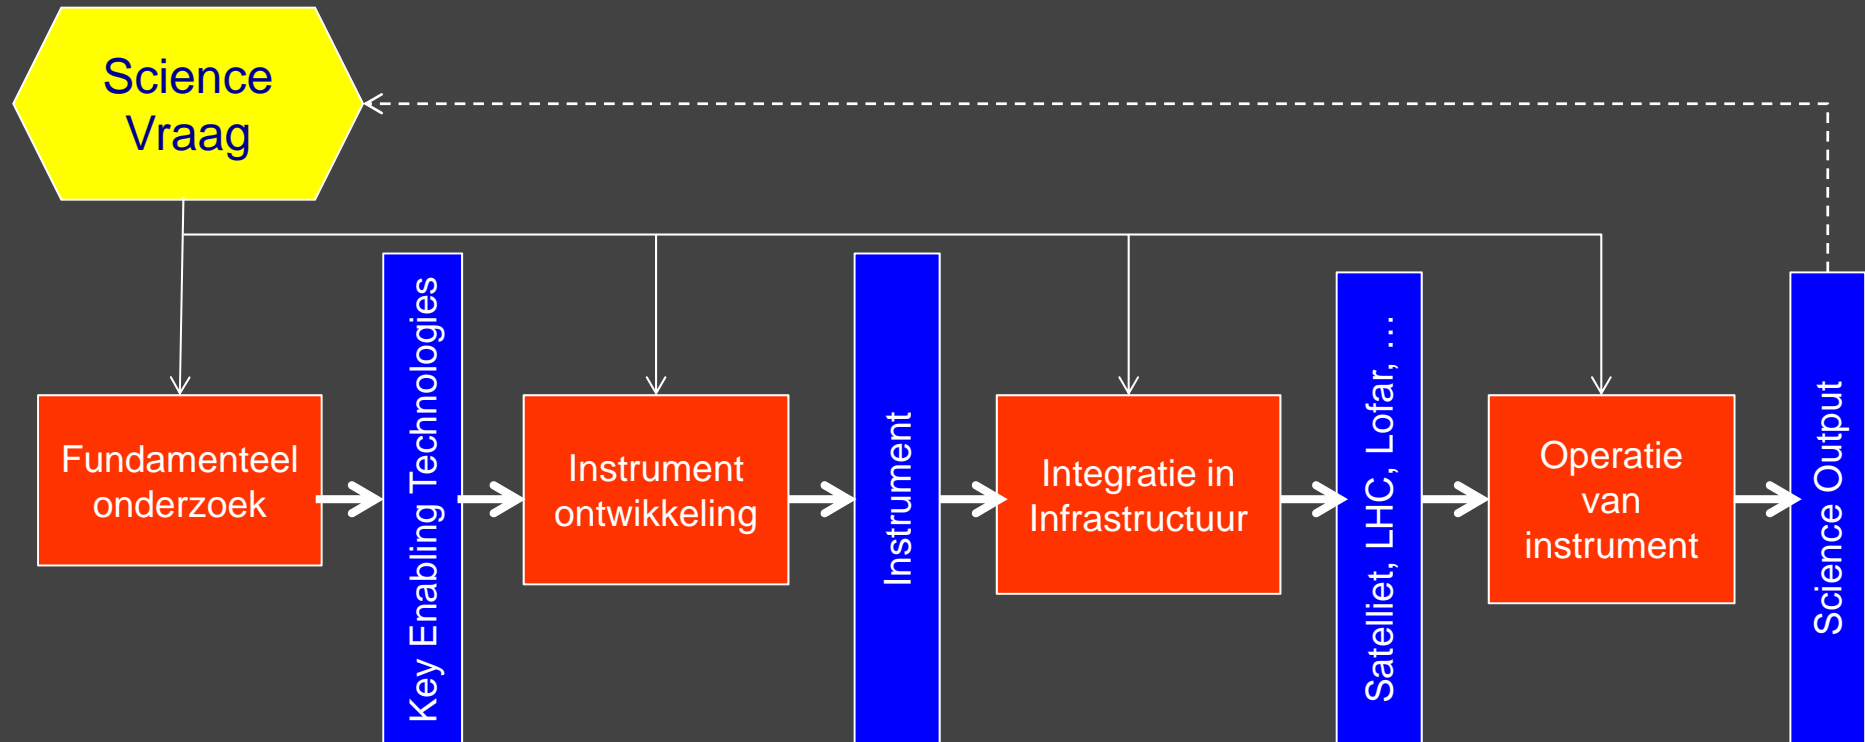 Science
Vraag
Fundamenteel
onderzoek
Key Enabling Technologies
Instrument
ontwikkeling
Instrument
Integratie in
Infrastructuur
Satelliet, LHC, Lofar, …
Operatie
van
instrument
Science Output